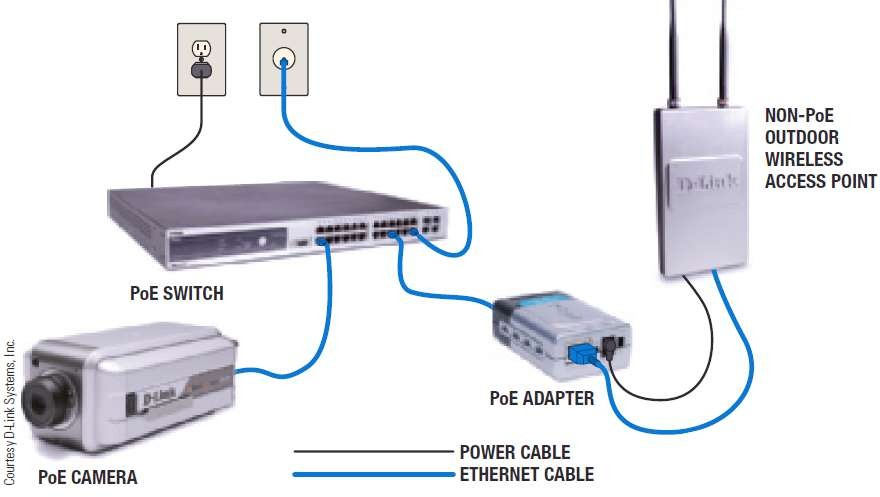 NON-PoE
OUTDOOR
WIRELESS
ACCESS POINT
D-Link
PoE SWITCH
Courtesy D-Link Systems, Inc.
D-Link
PoE ADAPTER
POWER CABLE
ETHERNET CABLE
PoE CAMERA